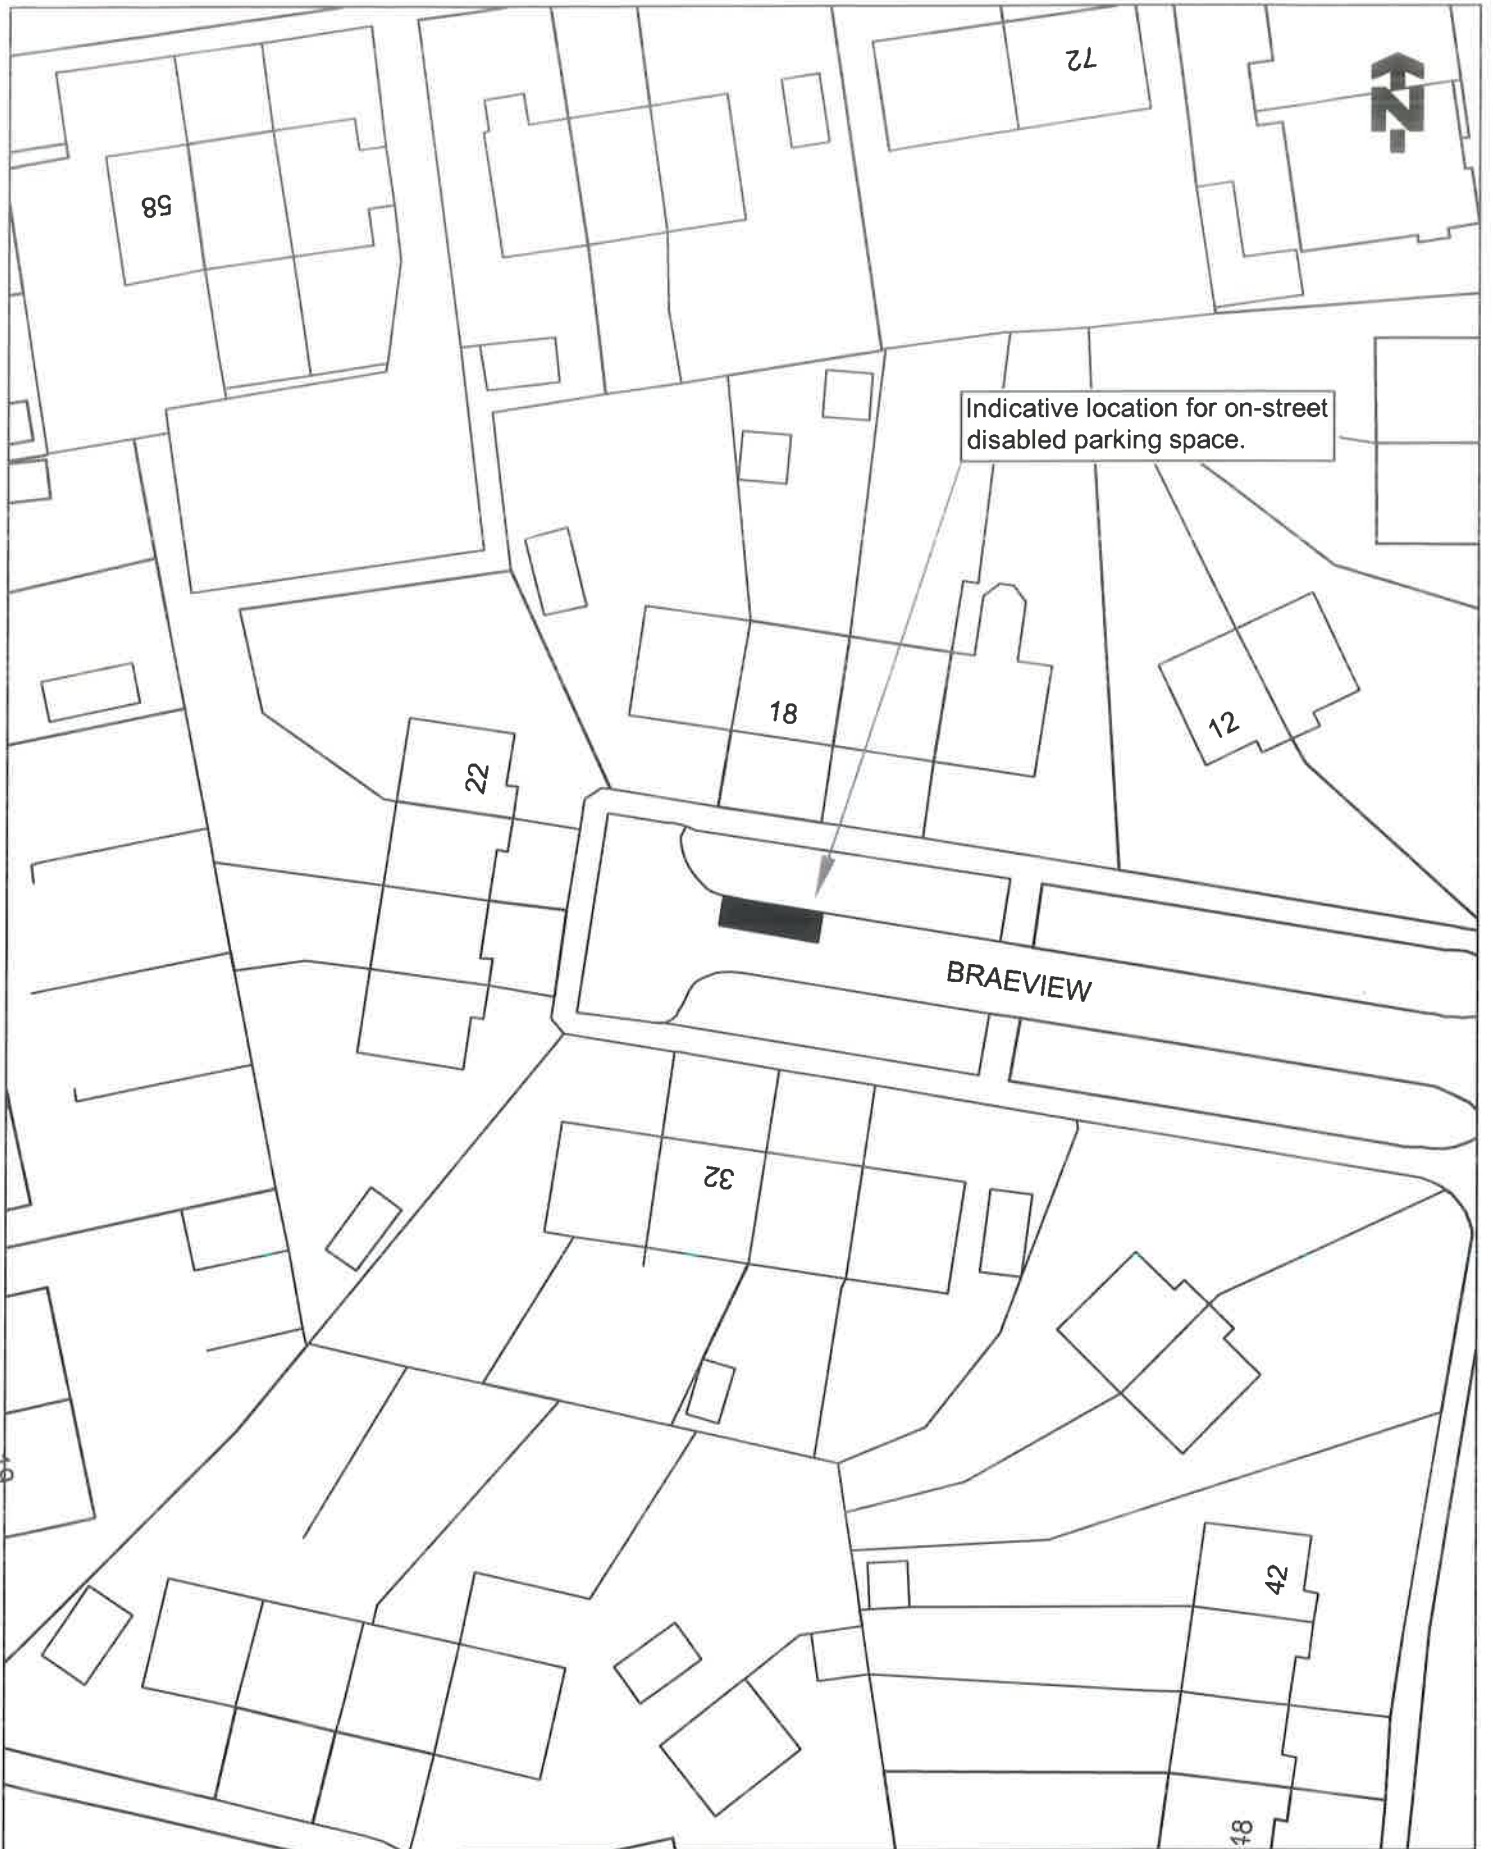 72
N
58
Indicative location for on-street
disabled parking space.
18
12
22
BRAEVIEW
32
42
48